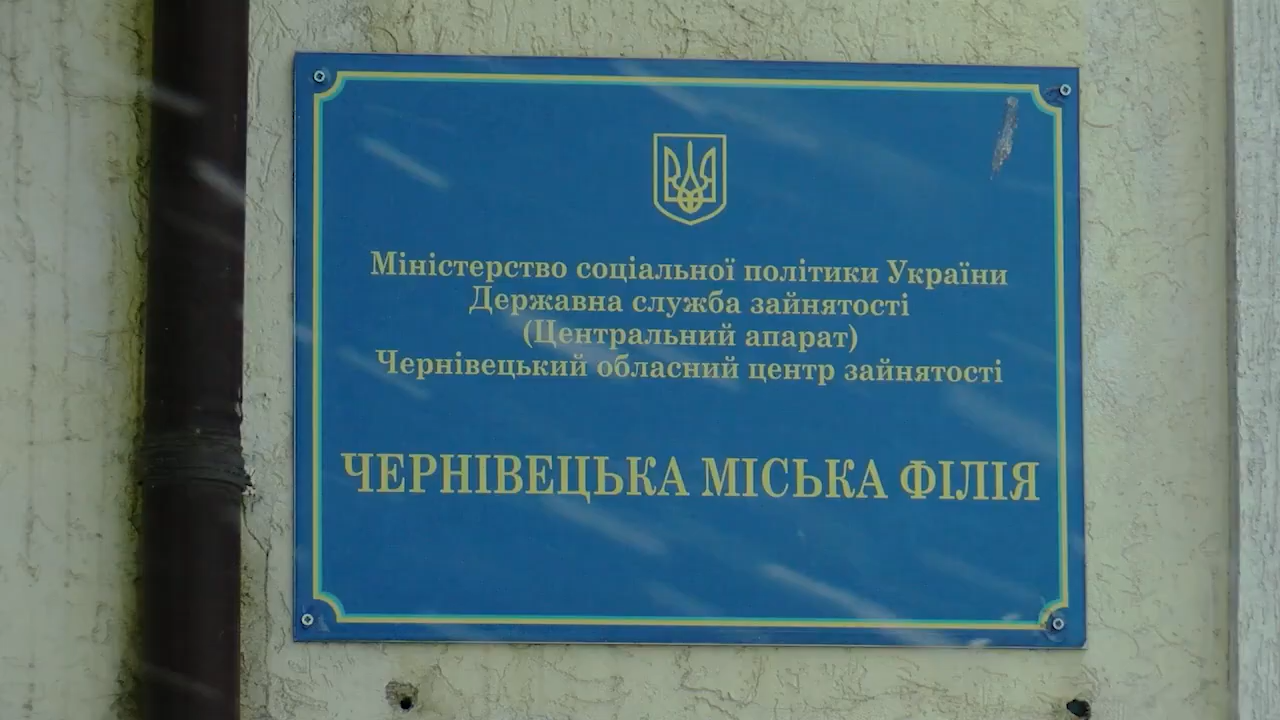 Міністерство соціальної політики України
Державна служба зайнятості
(Центральний апарат)
Чернівецький обласний центр зайнятості
ЧЕРНІВЕЦЬКА МІСЬКА ФІЛІЯ